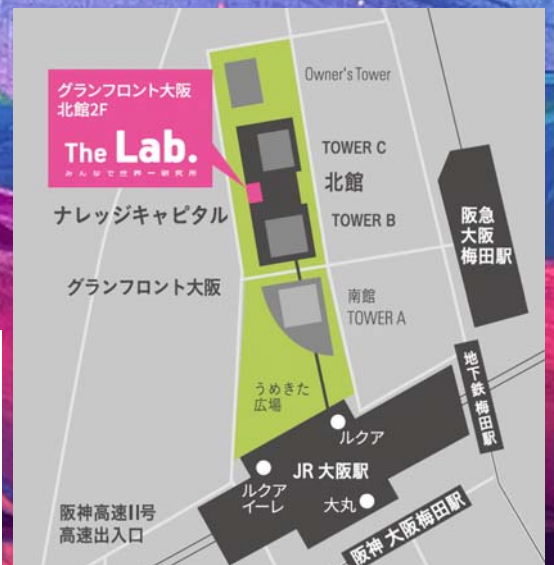 グランフロント大阪
北館2F
The Lab.
みんなで世界一研究所
Owner's Tower
TOWER C
北館
TOWER B
ナレッジキャピタル
阪急
大阪
梅田駅
グランフロント大阪
南館
TOWER A
うめきた
広場
地下鉄 梅田駅
ルクア
JR 大阪駅
ルクア
イーレ
大丸
阪神高速11号
高速出入口
阪神 大阪梅田駅